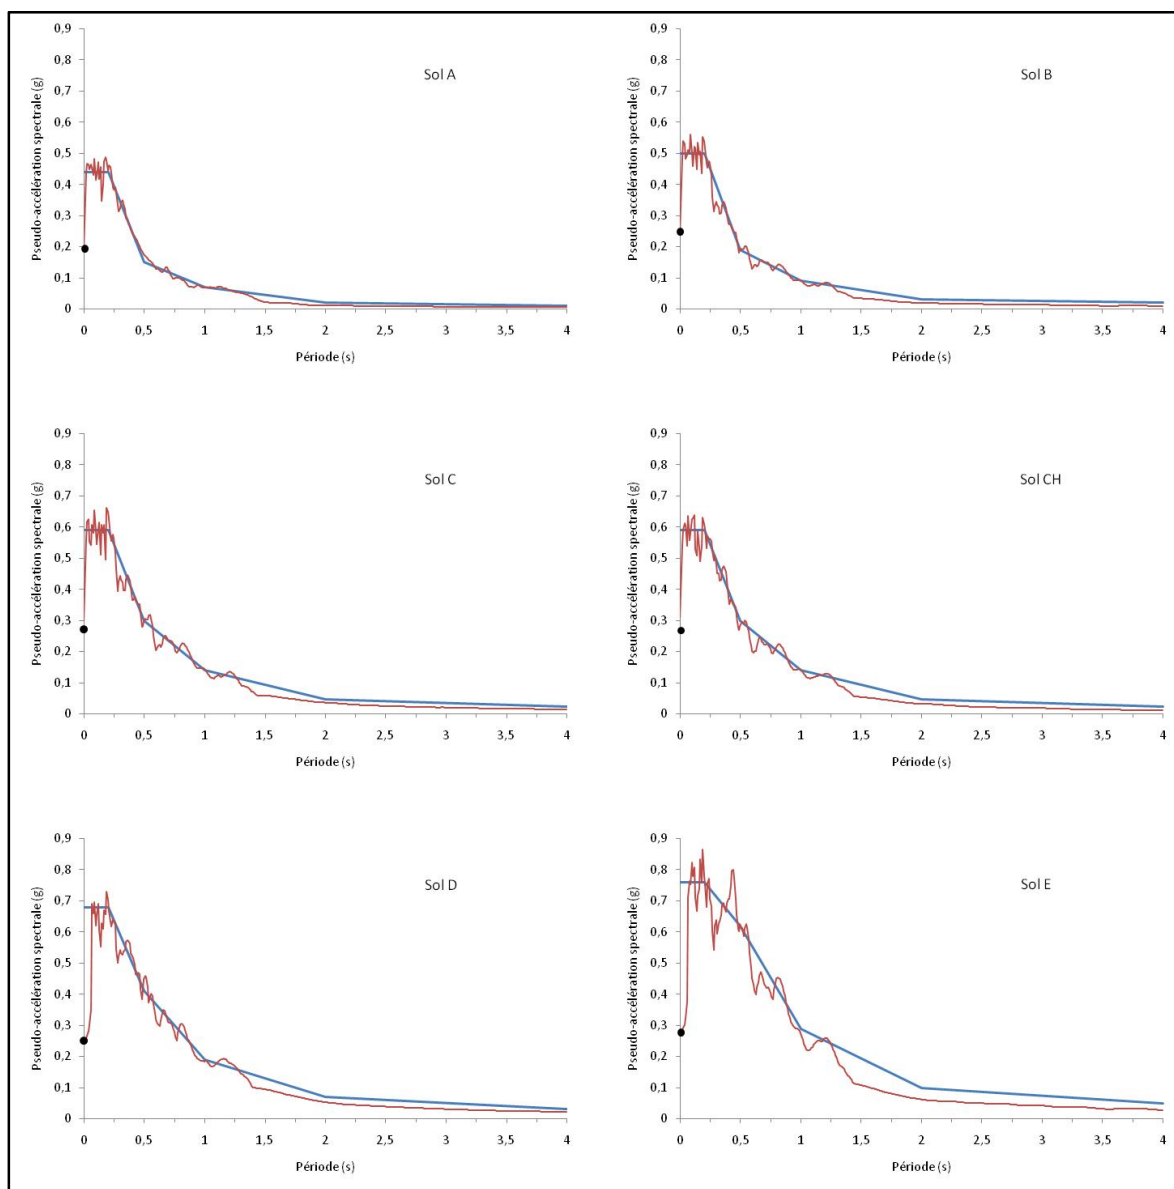 Sol A
Pseudo-accélération spectrale (g)
0,9
0,8
0,7
0,6
0,5
0,4
0,3
0,2
0,1
0
0 0,5 1 1,5 2 2,5 3 3,5 4
Période (s)
Sol B
Pseudo-accélération spectrale (g)
0,9
0,8
0,7
0,6
0,5
0,4
0,3
0,2
0,1
0
0 0,5 1 1,5 2 2,5 3 3,5 4
Période (s)
Sol C
Pseudo-accélération spectrale (g)
0,9
0,8
0,7
0,6
0,5
0,4
0,3
0,2
0,1
0
0 0,5 1 1,5 2 2,5 3 3,5 4
Période (s)
Sol CH
Pseudo-accélération spectrale (g)
0,9
0,8
0,7
0,6
0,5
0,4
0,3
0,2
0,1
0
0 0,5 1 1,5 2 2,5 3 3,5 4
Période (s)
Sol D
Pseudo-accélération spectrale (g)
0,9
0,8
0,7
0,6
0,5
0,4
0,3
0,2
0,1
0
0 0,5 1 1,5 2 2,5 3 3,5 4
Période (s)
Sol E
Pseudo-accélération spectrale (g)
0,9
0,8
0,7
0,6
0,5
0,4
0,3
0,2
0,1
0
0 0,5 1 1,5 2 2,5 3 3,5 4
Période (s)